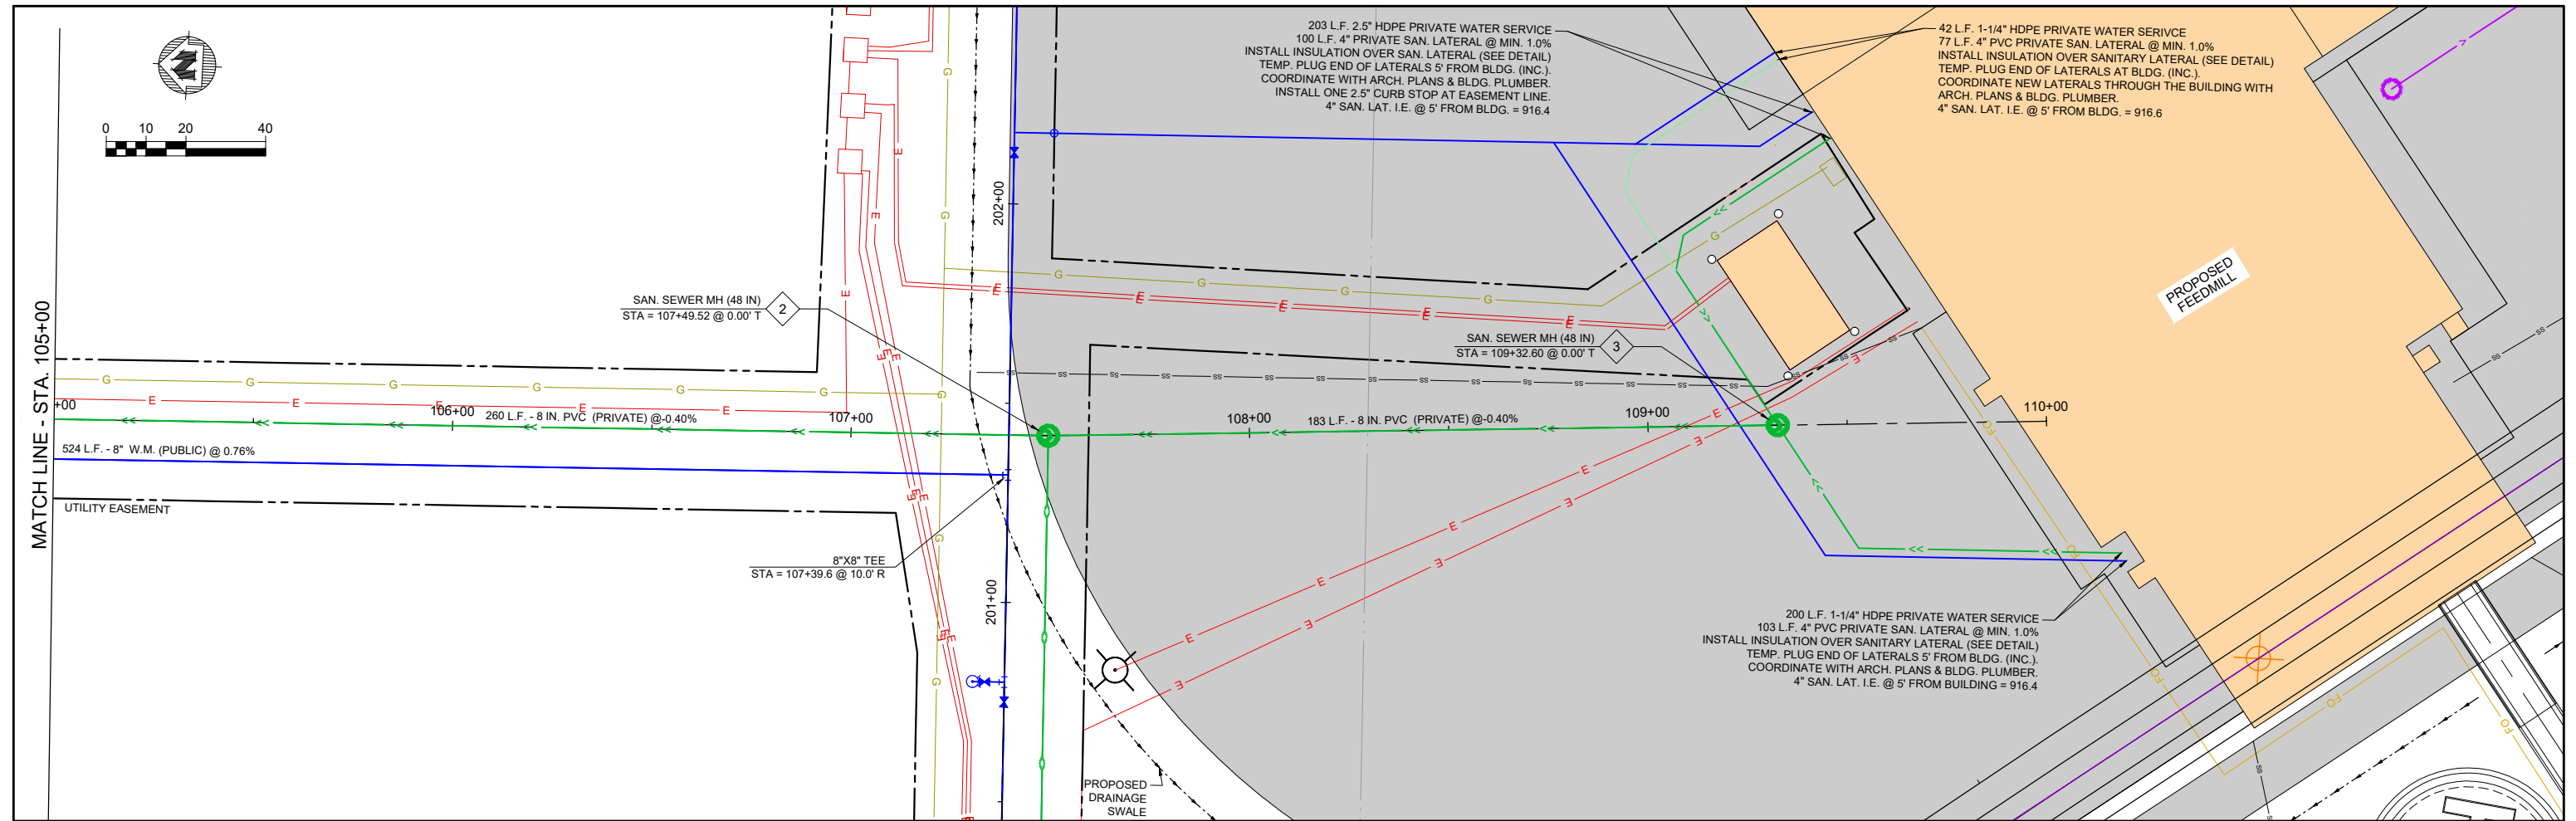 203 L.F. 2.5" HDPE PRIVATE WATER SERVICE
100 L.F. 4" PRIVATE SAN. LATERAL @ MIN. 1.0%
INSTALL INSULATION OVER SAN. LATERAL (SEE DETAIL)
TEMP. PLUG END OF LATERALS 5' FROM BLDG. (INC.).
COORDINATE WITH ARCH. PLANS & BLDG. PLUMBER.
INSTALL ONE 2.5" CURB STOP AT EASEMENT LINE.
4" SAN. LAT. I.E. @ 5' FROM BLDG. = 916.4
42 L.F. 1-1/4" HDPE PRIVATE WATER SERIVCE
77 L.F. 4" PVC PRIVATE SAN. LATERAL @ MIN. 1.0%
INSTALL INSULATION OVER SANITARY LATERAL (SEE DETAIL)
TEMP. PLUG END OF LATERALS AT BLDG. (INC.).
COORDINATE NEW LATERALS THROUGH THE BUILDING WITH
ARCH. PLANS & BLDG. PLUMBER.
4" SAN. LAT. I.E. @ 5' FROM BLDG. = 916.6
0 10 20 40
202+00
PROPOSED
FEEDMILL
SAN. SEWER MH (48 IN)
STA = 107+49.52 @ 0.00' T
2
SAN. SEWER MH (48 IN)
STA = 109+32.60 @ 0.00' T
3
MATCH LINE - STA. 105+00
+00
106+00
260 L.F. - 8 IN. PVC (PRIVATE) @-0.40%
107+00
108+00
183 L.F. - 8 IN. PVC (PRIVATE) @-0.40%
109+00
110+00
524 L.F. - 8" W.M. (PUBLIC) @ 0.76%
UTILITY EASEMENT
8"X8" TEE
STA = 107+39.6 @ 10.0' R
201+00
200 L.F. 1-1/4" HDPE PRIVATE WATER SERVICE
103 L.F. 4" PVC PRIVATE SAN. LATERAL @ MIN. 1.0%
INSTALL INSULATION OVER SANITARY LATERAL (SEE DETAIL)
TEMP. PLUG END OF LATERALS 5' FROM BLDG. (INC.).
COORDINATE WITH ARCH. PLANS & BLDG. PLUMBER.
4" SAN. LAT. I.E. @ 5' FROM BUILDING = 916.4
PROPOSED
DRAINAGE
SWALE